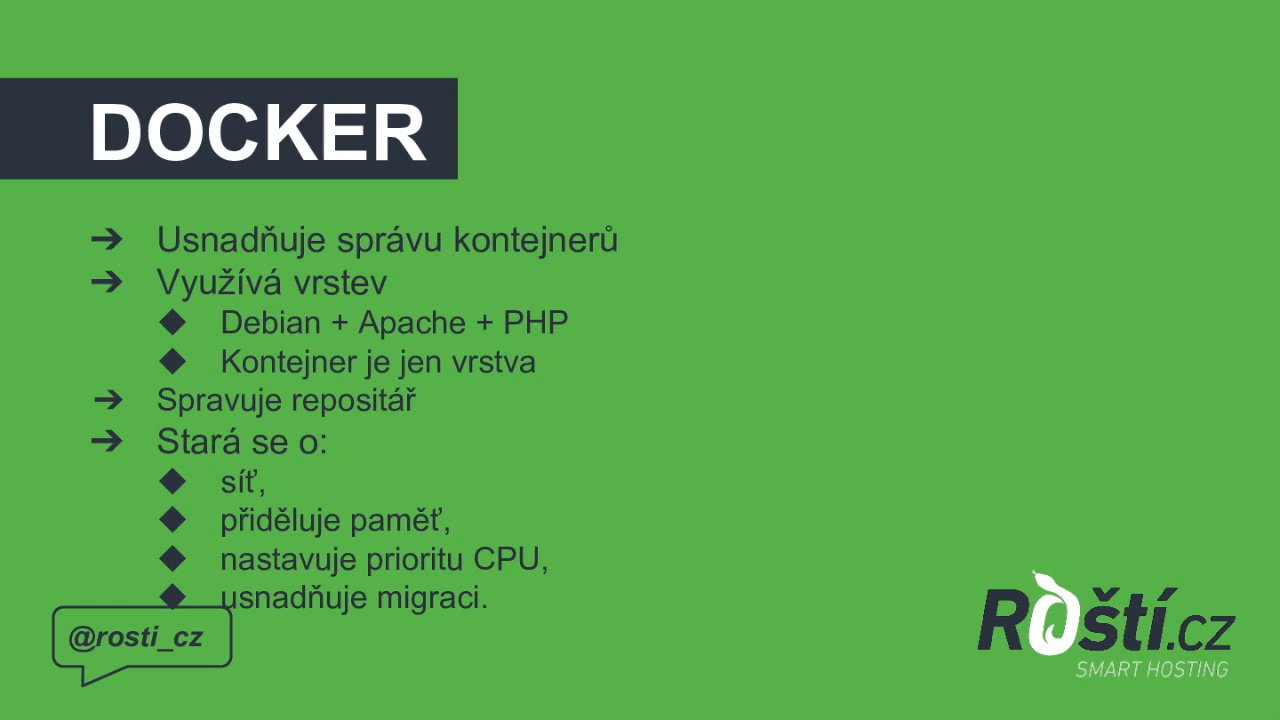 DOCKER
➔ Usnadňuje správu kontejnerů
➔ Využívá vrstev
◆ Debian + Apache + PHP
◆ Kontejner je jen vrstva
➔ Spravuje repositář
➔ Stará se o:
◆ síť,
◆ přiděluje paměť,
◆ nastavuje prioritu CPU,
◆ usnadňuje migraci.
@rosti_cz
Roští.cz
SMART HOSTING